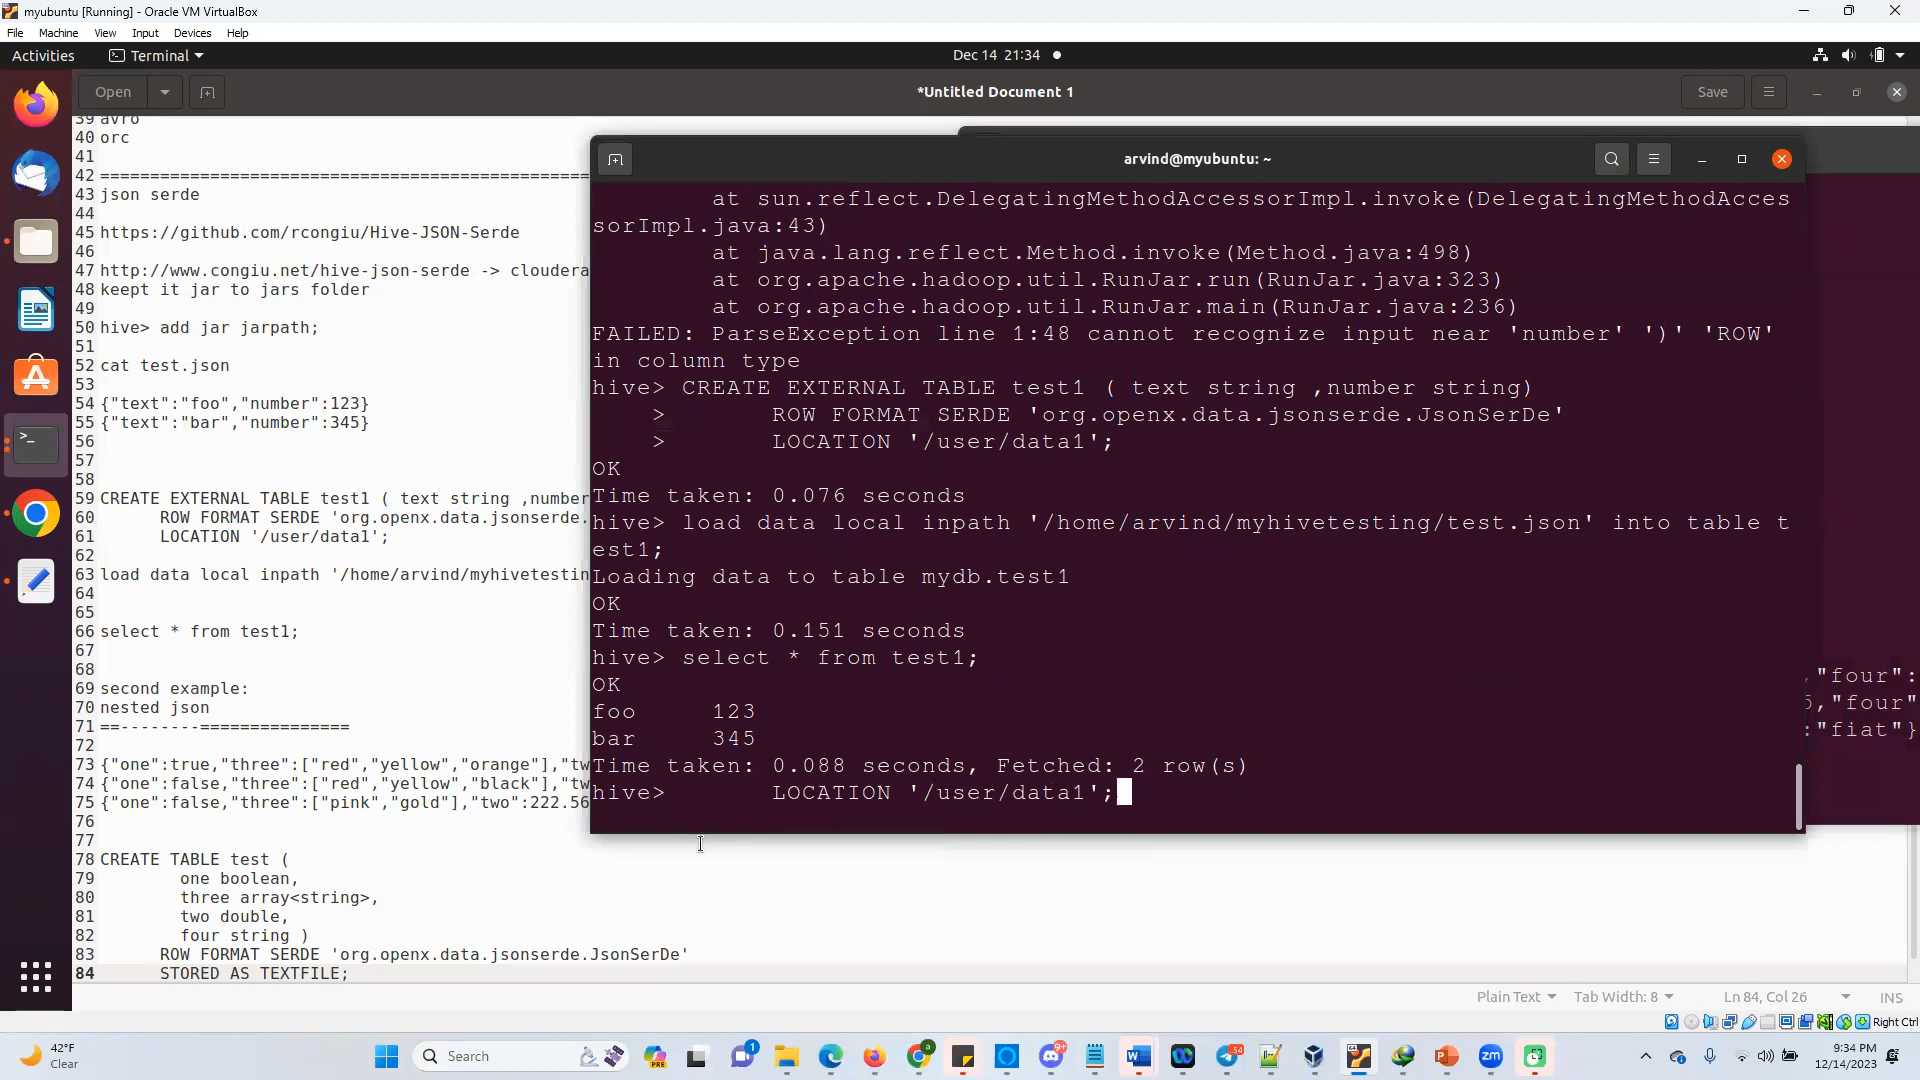 myubuntu [Running] - Oracle VM VirtualBox
File Machine View Input Devices Help
Activities Terminal Dec 14 21:34
Open *Untitled Document 1 Save
39 avro
40 orc
41
42 =================================================
43 json serde
44
45 https://github.com/rcongiu/Hive-JSON-Serde
46
47 http://www.congiu.net/hive-json-serde -> cloudera
48 keept it jar to jars folder
49
50 hive> add jar jarpath;
51
52 cat test.json
53
54 {"text":"foo","number":123}
55 {"text":"bar","number":345}
56
57
58
59 CREATE EXTERNAL TABLE test1 ( text string ,number
60 ROW FORMAT SERDE 'org.openx.data.jsonserde.
61 LOCATION '/user/data1';
62
63 load data local inpath '/home/arvind/myhivetestin
64
65
66 select * from test1;
67
68
69 second example:
70 nested json
71 ==--------===============
72
73 {"one":true,"three":["red","yellow","orange"],"tw
74 {"one":false,"three":["red","yellow","black"],"tw
75 {"one":false,"three":["pink","gold"],"two":222.56
76
77
78 CREATE TABLE test (
79 one boolean,
80 three array<string>,
81 two double,
82 four string )
83 ROW FORMAT SERDE 'org.openx.data.jsonserde.JsonSerDe'
84 STORED AS TEXTFILE;
arvind@myubuntu: ~
at sun.reflect.DelegatingMethodAccessorImpl.invoke(DelegatingMethodAcces
sorImpl.java:43)
at java.lang.reflect.Method.invoke(Method.java:498)
at org.apache.hadoop.util.RunJar.run(RunJar.java:323)
at org.apache.hadoop.util.RunJar.main(RunJar.java:236)
FAILED: ParseException line 1:48 cannot recognize input near 'number' ')' 'ROW'
in column type
hive> CREATE EXTERNAL TABLE test1 ( text string ,number string)
> ROW FORMAT SERDE 'org.openx.data.jsonserde.JsonSerDe'
> LOCATION '/user/data1';
OK
Time taken: 0.076 seconds
hive> load data local inpath '/home/arvind/myhivetesting/test.json' into table t
est1;
Loading data to table mydb.test1
OK
Time taken: 0.151 seconds
hive> select * from test1;
OK
foo 123
bar 345
Time taken: 0.088 seconds, Fetched: 2 row(s)
hive> LOCATION '/user/data1';
,"four":
5,"four"
:"fiat"}
Plain Text Tab Width: 8 Ln 84, Col 26 INS
Right Ctrl
42°F
Clear
Search
9:34 PM
12/14/2023